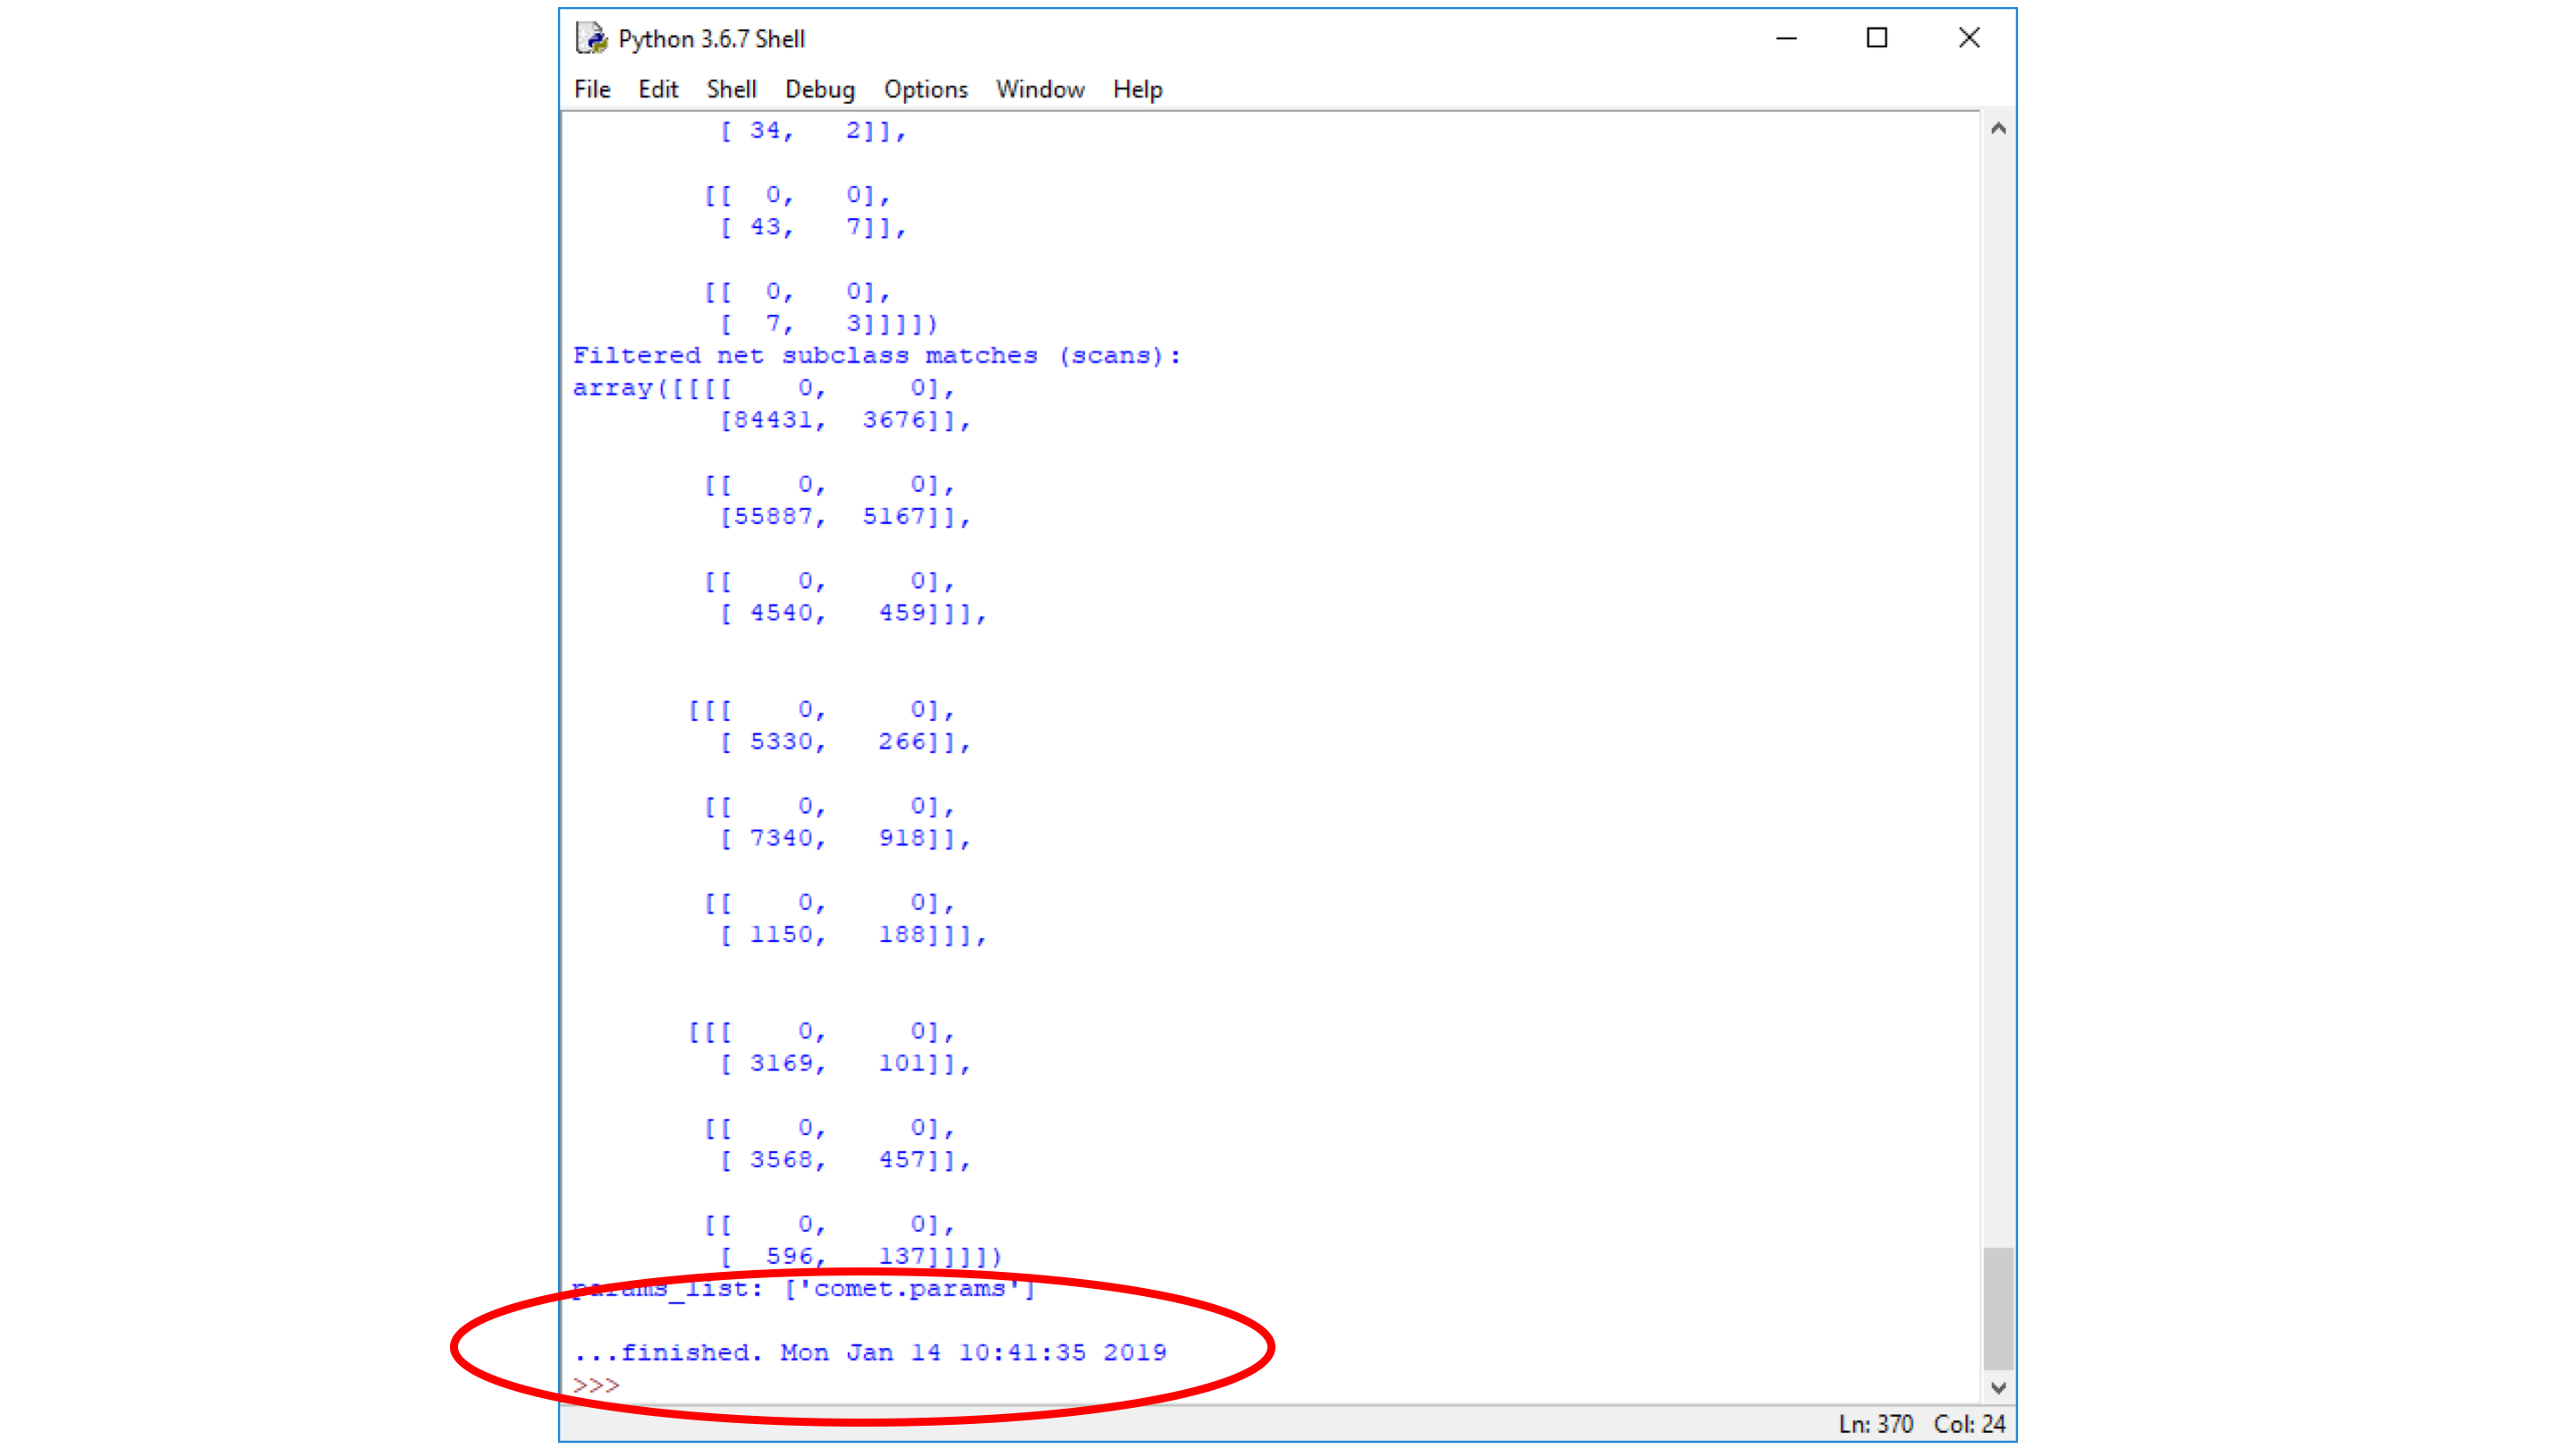 Python 3.6.7 Shell
File Edit Shell Debug Options Window Help
[ 34, 2]],
[[ 0, 0],
[ 43, 7]],
[[ 0, 0],
[ 7, 3]]]])
Filtered net subclass matches (scans):
array([[[[ 0, 0],
[84431, 3676]],
[[ 0, 0],
[55887, 5167]],
[[ 0, 0],
[ 4540, 459]]],
[[[ 0, 0],
[ 5330, 266]],
[[ 0, 0],
[ 7340, 918]],
[[ 0, 0],
[ 1150, 188]]],
[[[ 0, 0],
[ 3169, 101]],
[[ 0, 0],
[ 3568, 457]],
[[ 0, 0],
[ 596, 137]]]])
params_list: ['comet.params']
...finished. Mon Jan 14 10:41:35 2019
>>>
Ln: 370 Col: 24